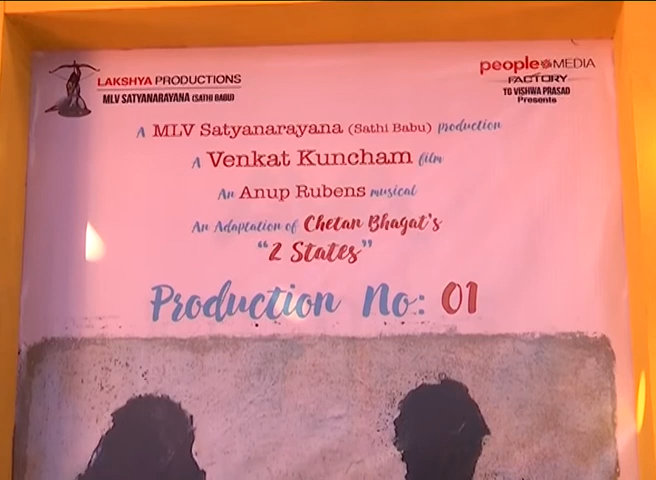 LAKSHYA PRODUCTIONS
MLV SATYANARAYANA (SATHI BABU)
people MEDIA
FACTORY
TG VISHWA PRASAD
Presents
A MLV Satyanarayana (Sathi Babu) production
A Venkat Kuncham film
An Anup Rubens musical
An Adaptation of Chetan Bhagat's
"2 States"
Production No: 01